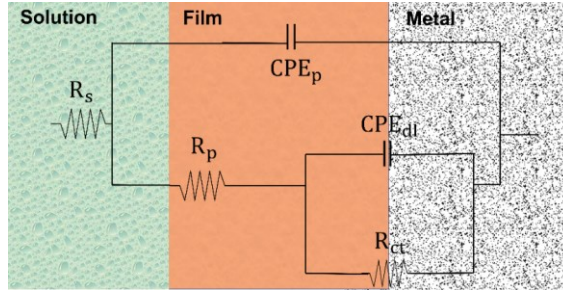 Solution Film Metal
CPEp
Rs
CPEdl
Rp
Rct